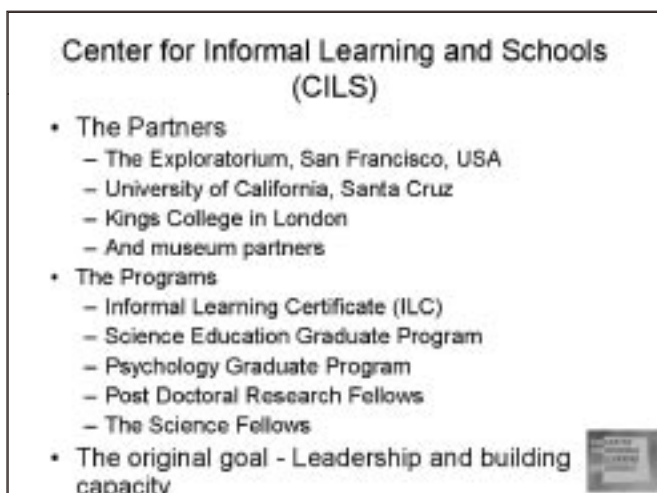 Center for Informal Learning and Schools
(CILS)
• The Partners
– The Exploratorium, San Francisco, USA
– University of California, Santa Cruz
– Kings College in London
– And museum partners
• The Programs
– Informal Learning Certificate (ILC)
– Science Education Graduate Program
– Psychology Graduate Program
– Post Doctoral Research Fellows
– The Science Fellows
• The original goal - Leadership and building
capacity